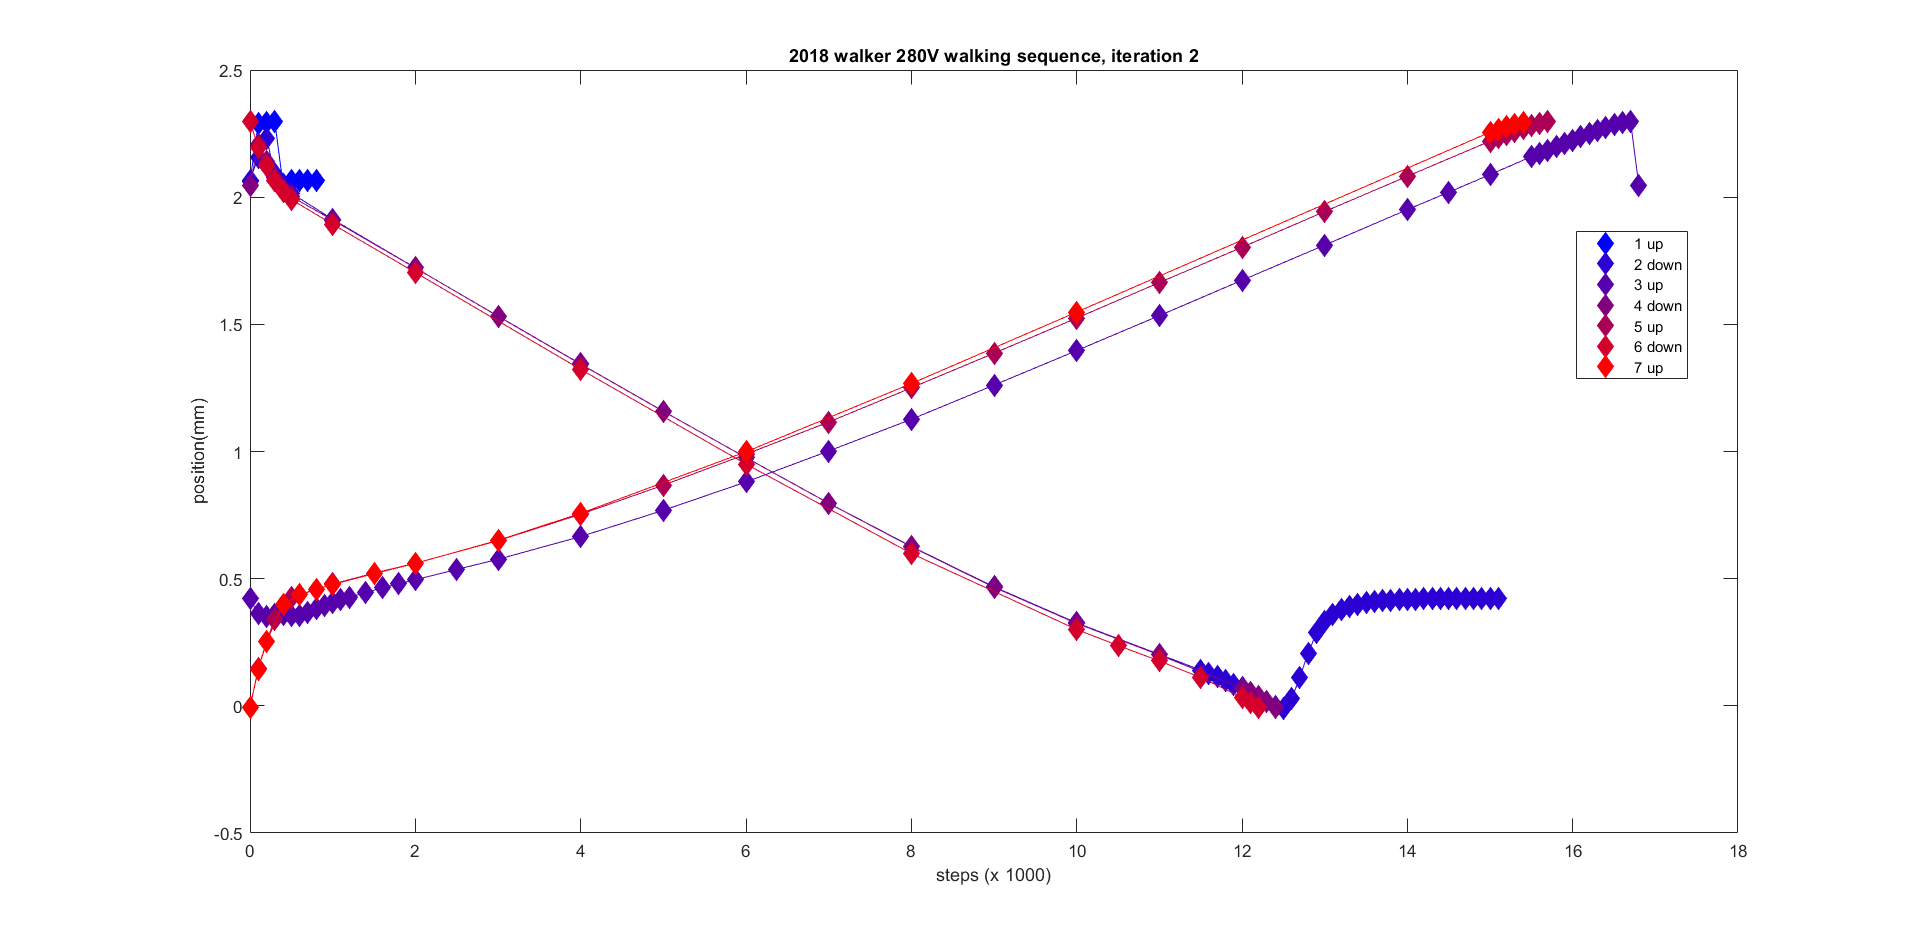 2018 walker 280V walking sequence, iteration 2
2.5
2
1.5
1
0.5
0
-0.5
position(mm)
1 up
2 down
3 up
4 down
5 up
6 down
7 up
0 2 4 6 8 10 12 14 16 18
steps (x 1000)